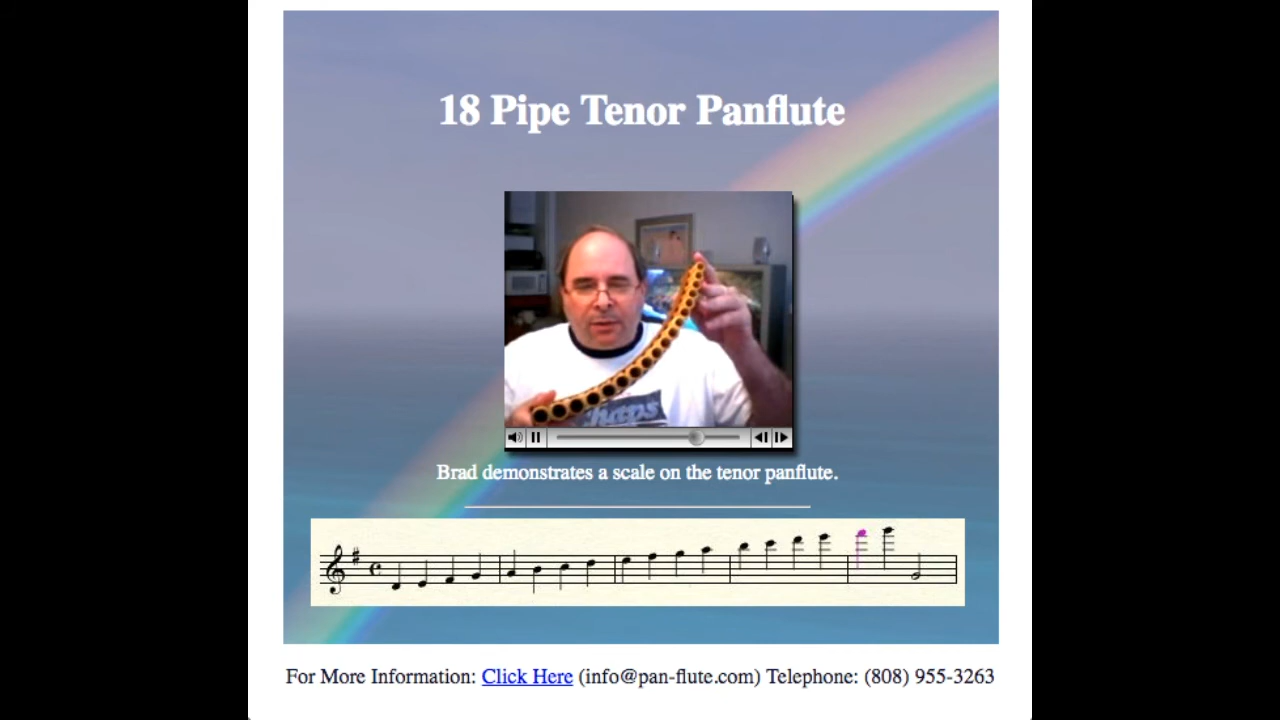 18 Pipe Tenor Panflute
chaps
Brad demonstrates a scale on the tenor panflute.
For More Information: Click Here (info@pan-flute.com) Telephone: (808) 955-3263